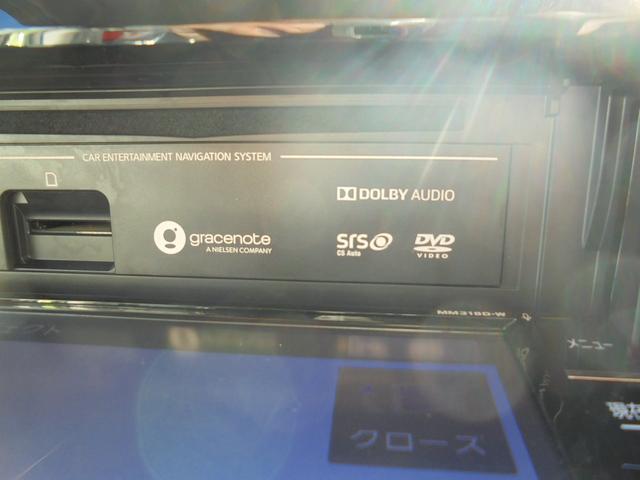 CAR ENTERTAINMENT NAVIGATION SYSTEM
DOLBY AUDIO
gracenote
A NIELSEN COMPANY
SRS
CS Auto
DVD
VIDEO
MM318D-W
メニュー
クローズ